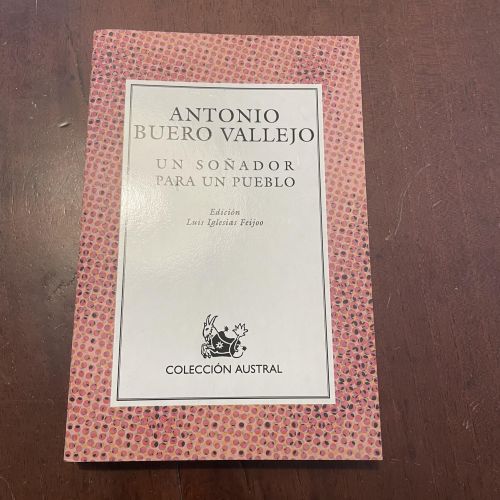 ANTONIO
BUERO VALLEJO
UN SOÑADOR
PARA UN PUEBLO
Edición
Luis Iglesias Feijoo
COLECCIÓN AUSTRAL